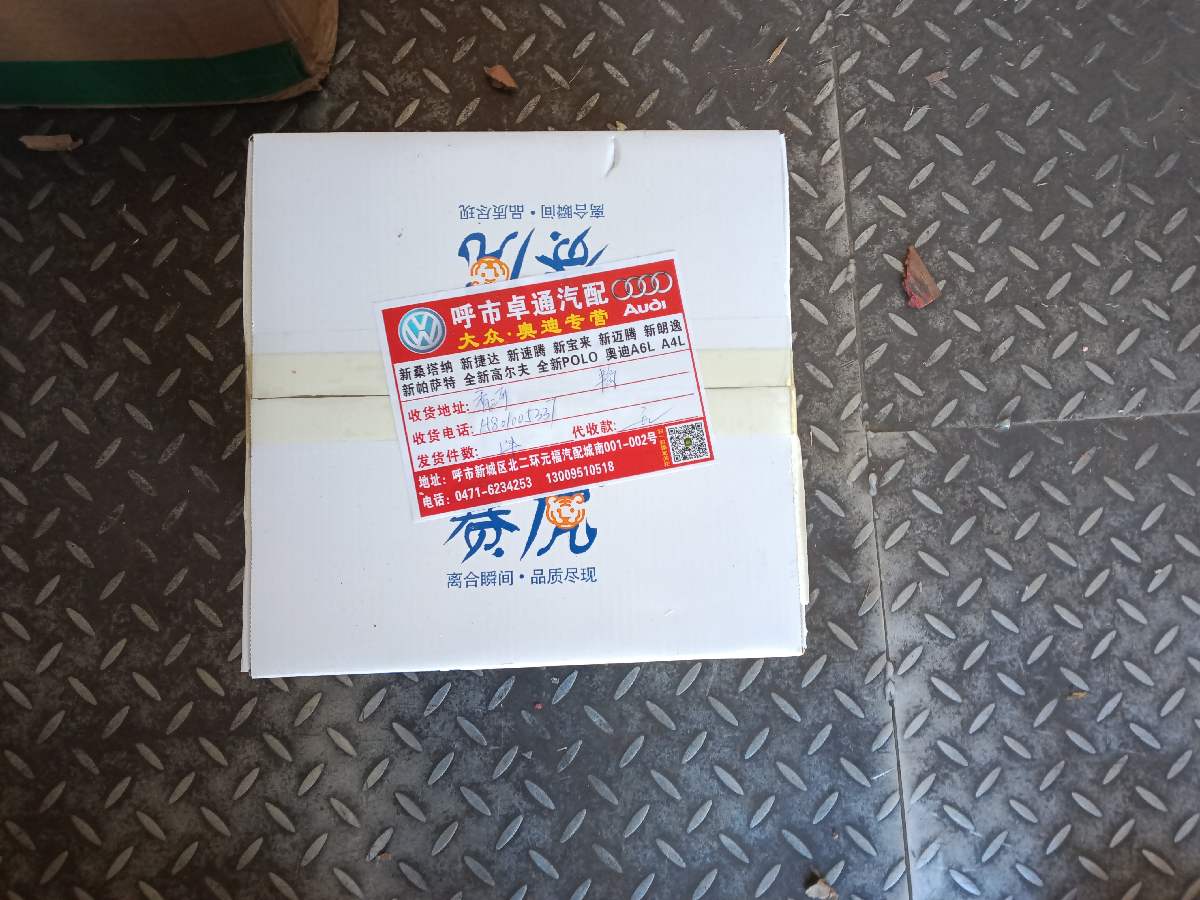 离合瞬间·品质尽现
赛虎
呼市卓通汽配
Audi
大众·奥迪专营
新桑塔纳 新捷达 新速腾 新宝来 新迈腾 新朗逸
新帕萨特 全新高尔夫 全新POLO 奥迪A6L A4L
收货地址：
收货电话：
发货件数： 代收款：
地址：呼市新城区北二环元福汽配城南001-002号
电话：0471-6234253 13009510518
赛虎
离合瞬间·品质尽现